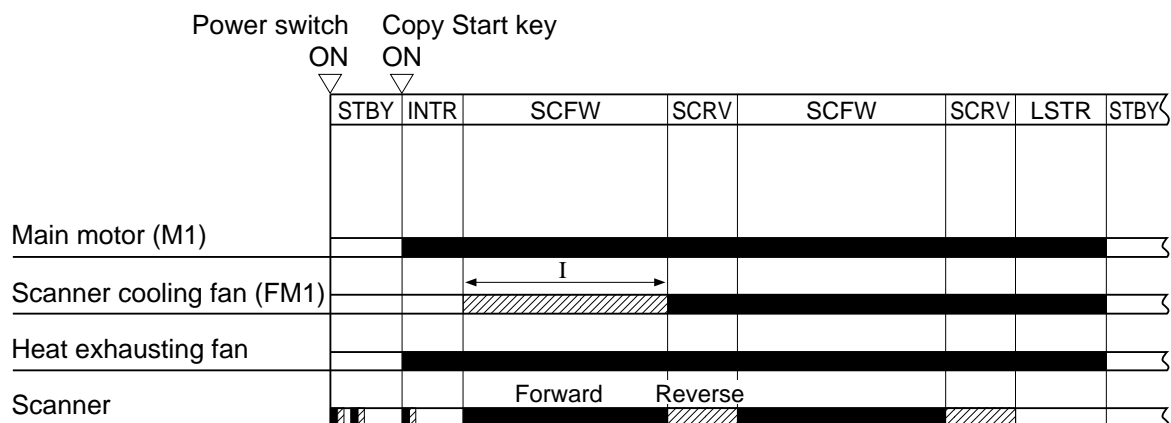 Power switch Copy Start key
ON ON
STBY INTR SCFW SCRV SCFW SCRV LSTR STBY
Main motor (M1)
I
Scanner cooling fan (FM1)
Heat exhausting fan
Forward Reverse
Scanner